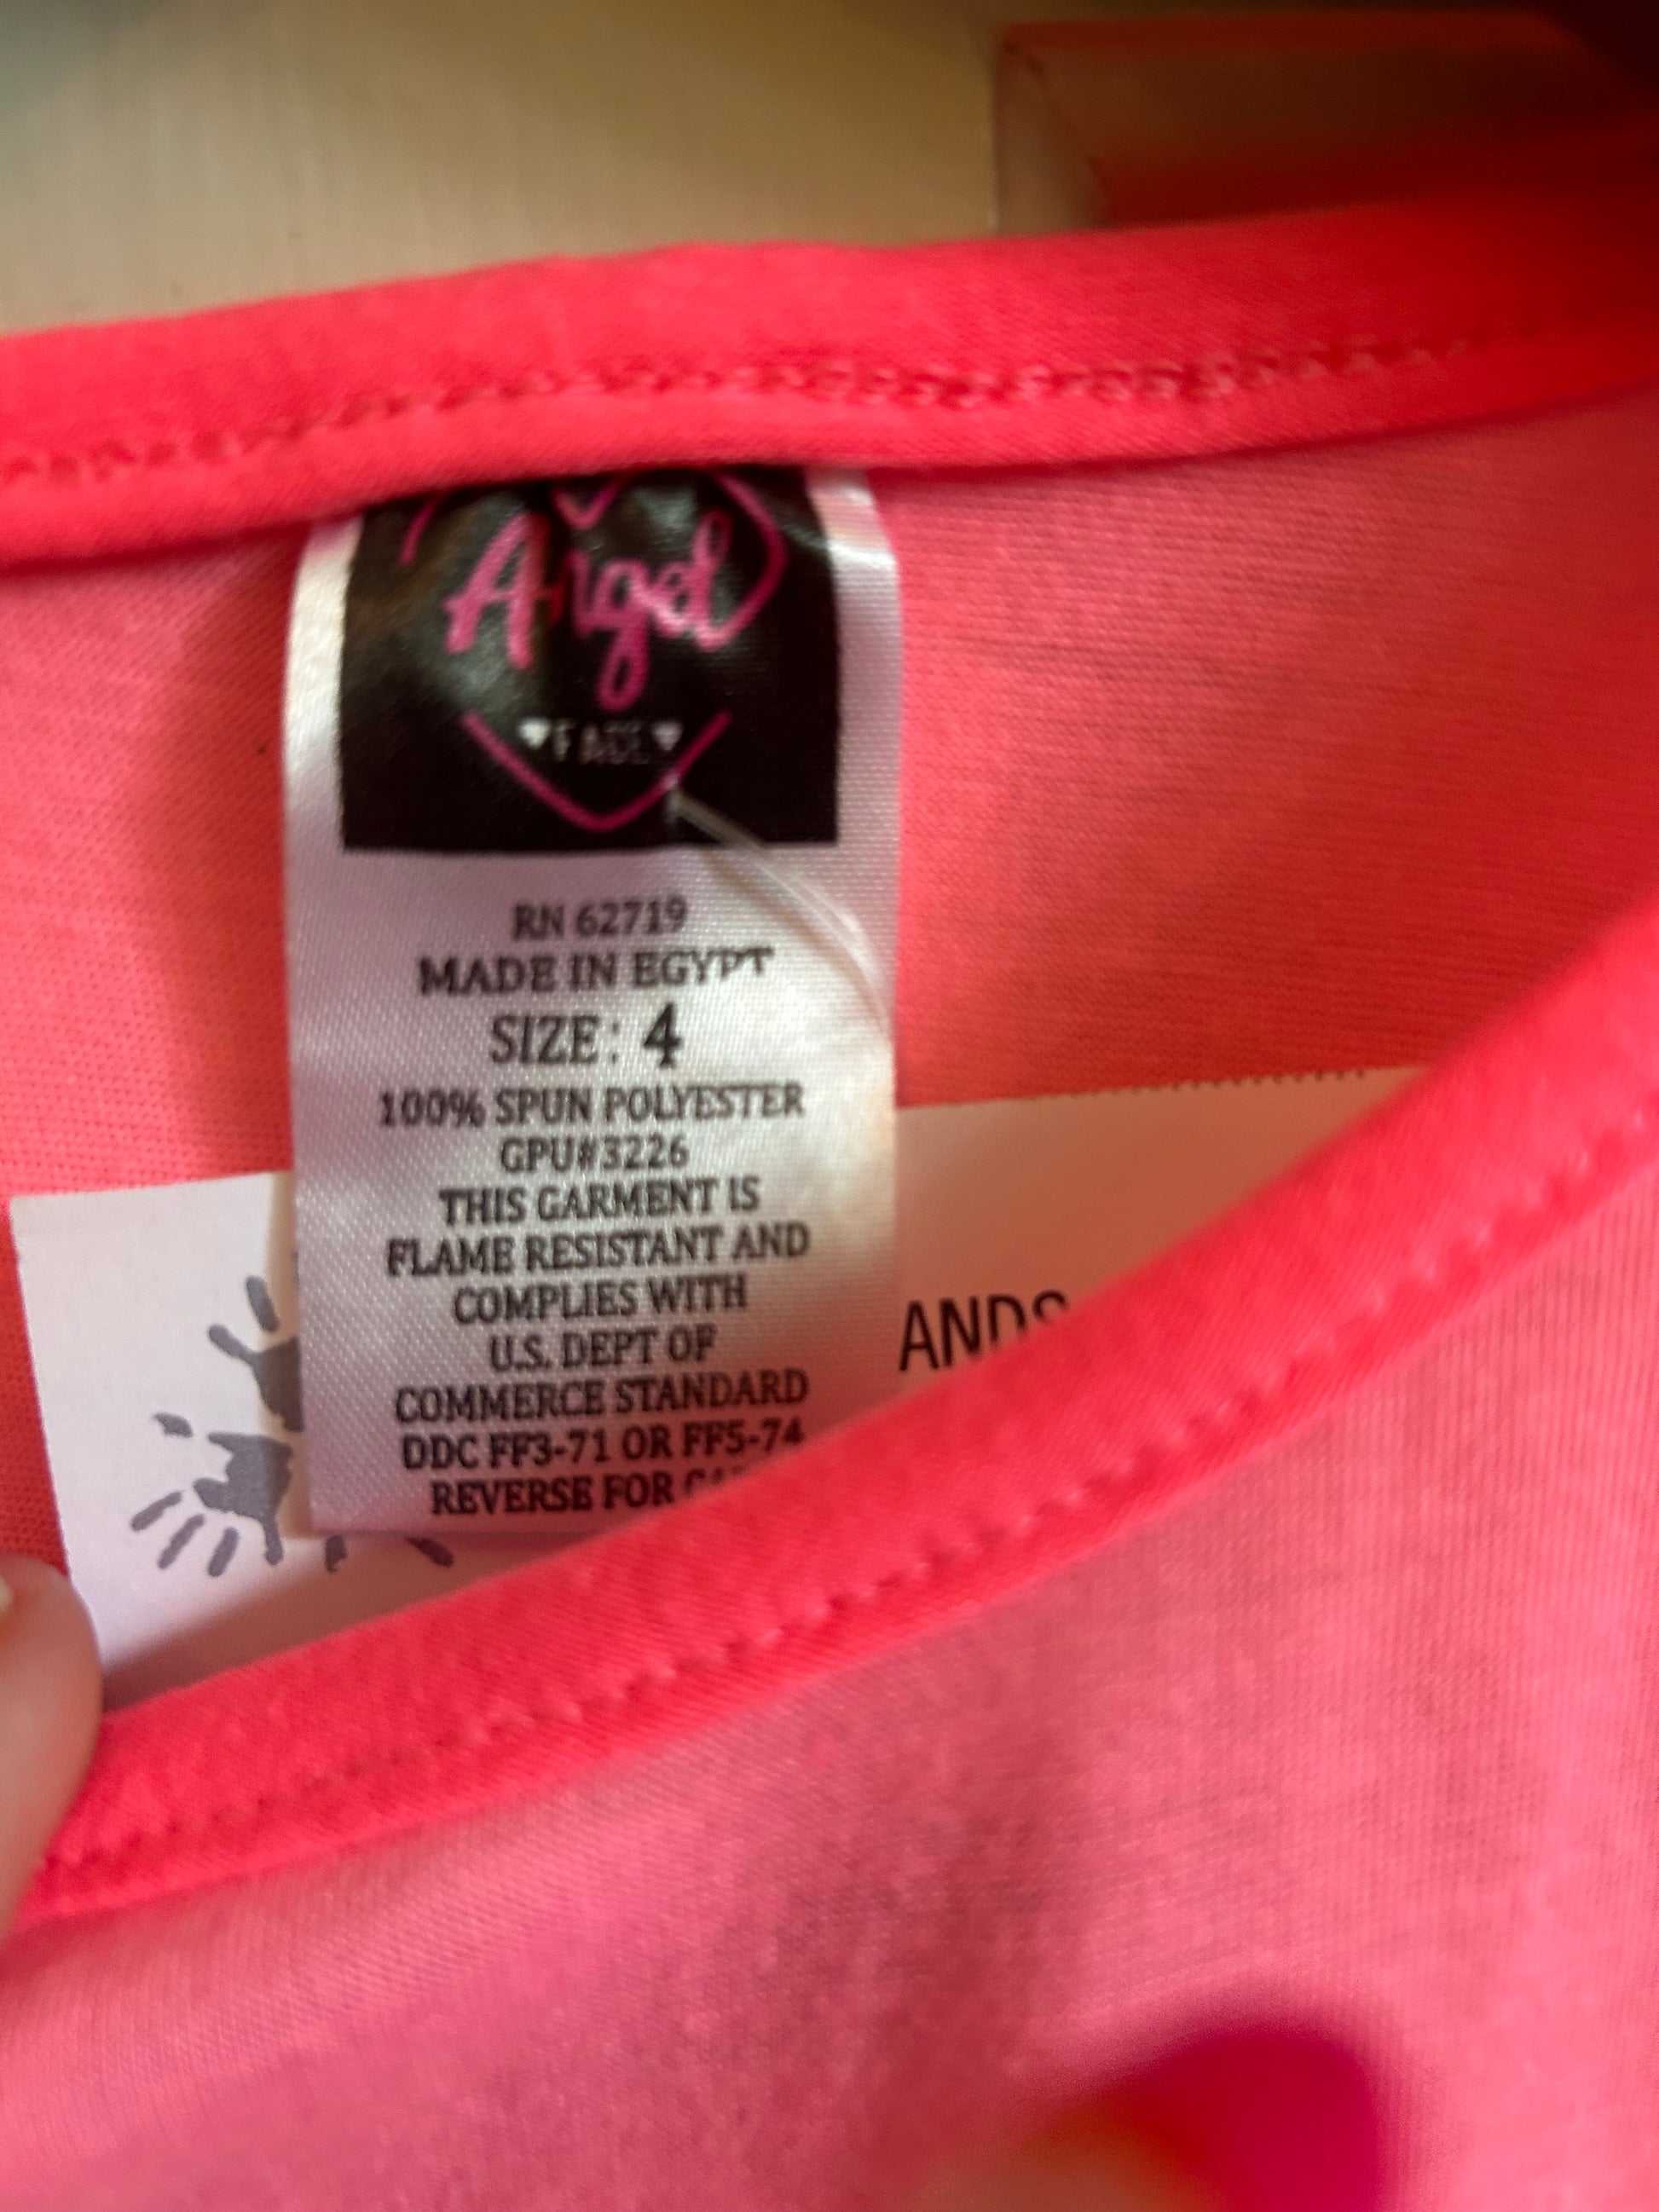 Angel
FACE
RN 62719
MADE IN EGYPT
SIZE: 4
100% SPUN POLYESTER
GPU#3226
THIS GARMENT IS
FLAME RESISTANT AND
COMPLIES WITH
U.S. DEPT OF
COMMERCE STANDARD
DDC FF3-71 OR FF5-74
REVERSE FOR
ANDS